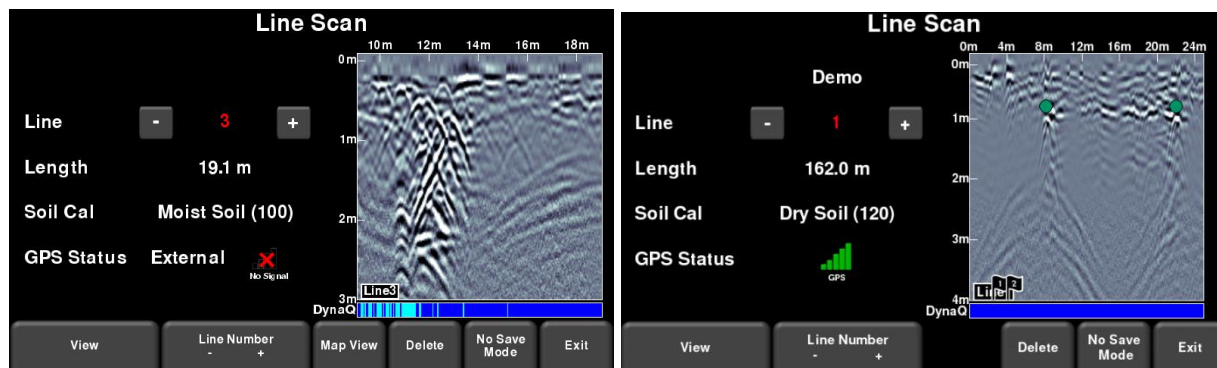 Line Scan
10m 12m 14m 16m 18m
0m
Line - 3 +
1m
Length 19.1 m
Soil Cal Moist Soil (100)
2m
GPS Status External
No Signal
Line3
3m
DynaQ
View
Line Number
- +
Map View
Delete
No Save
Mode
Exit
Line Scan
0m 4m 8m 12m 16m 20m 24m
0m
Demo
Line - 1 +
1m
Length 162.0 m
2m
Soil Cal Dry Soil (120)
3m
GPS Status
GPS
1 2
4m
DynaQ
View
Line Number
- +
Delete
No Save
Mode
Exit